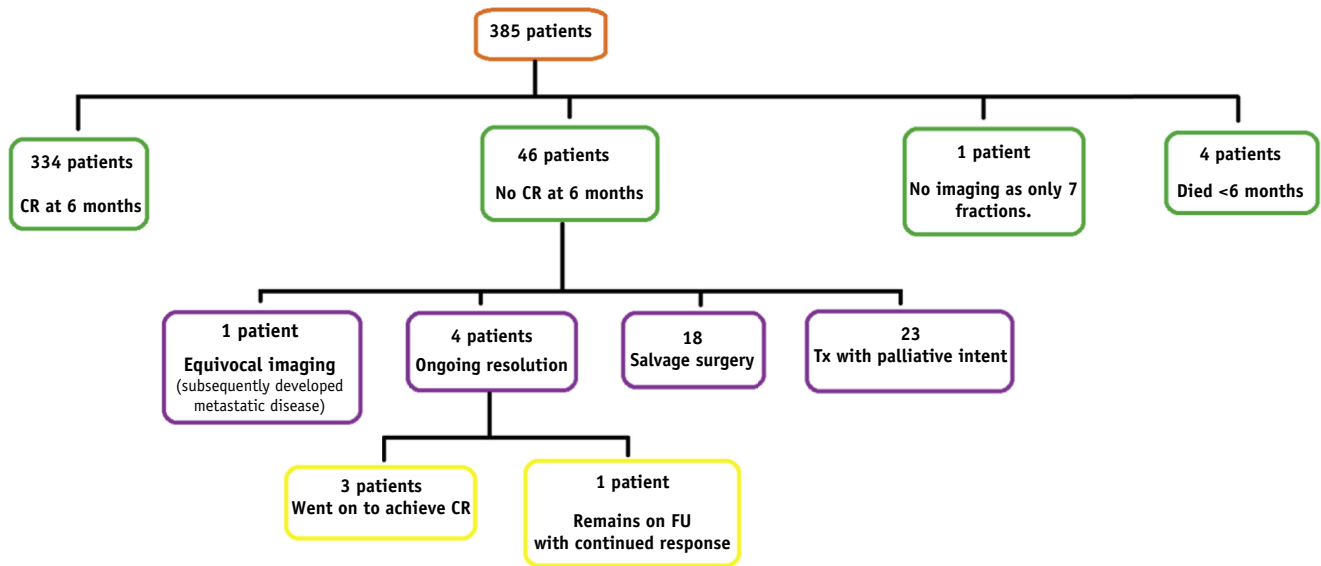 385 patients
334 patients
CR at 6 months
46 patients
No CR at 6 months
1 patient
No imaging as only 7
fractions.
4 patients
Died <6 months
1 patient
Equivocal imaging
(subsequently developed
metastatic disease)
4 patients
Ongoing resolution
18
Salvage surgery
23
Tx with palliative intent
3 patients
Went on to achieve CR
1 patient
Remains on FU
with continued response